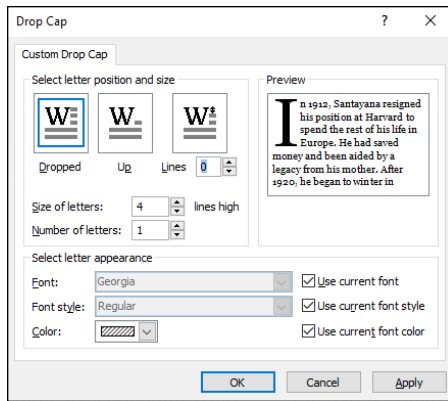 Drop Cap ? ×
Custom Drop Cap
Select letter position and size
W W W
Dropped Up Lines 0
Size of letters: 4 lines high
Number of letters: 1
Preview
In 1912, Santayana resigned
his position at Harvard to
spend the rest of his life in
Europe. He had saved
money and been aided by a
legacy from his mother. After
1920, he began to winter in
Select letter appearance
Font: Georgia Use current font
Font style: Regular Use current font style
Color: Use current font color
OK Cancel Apply